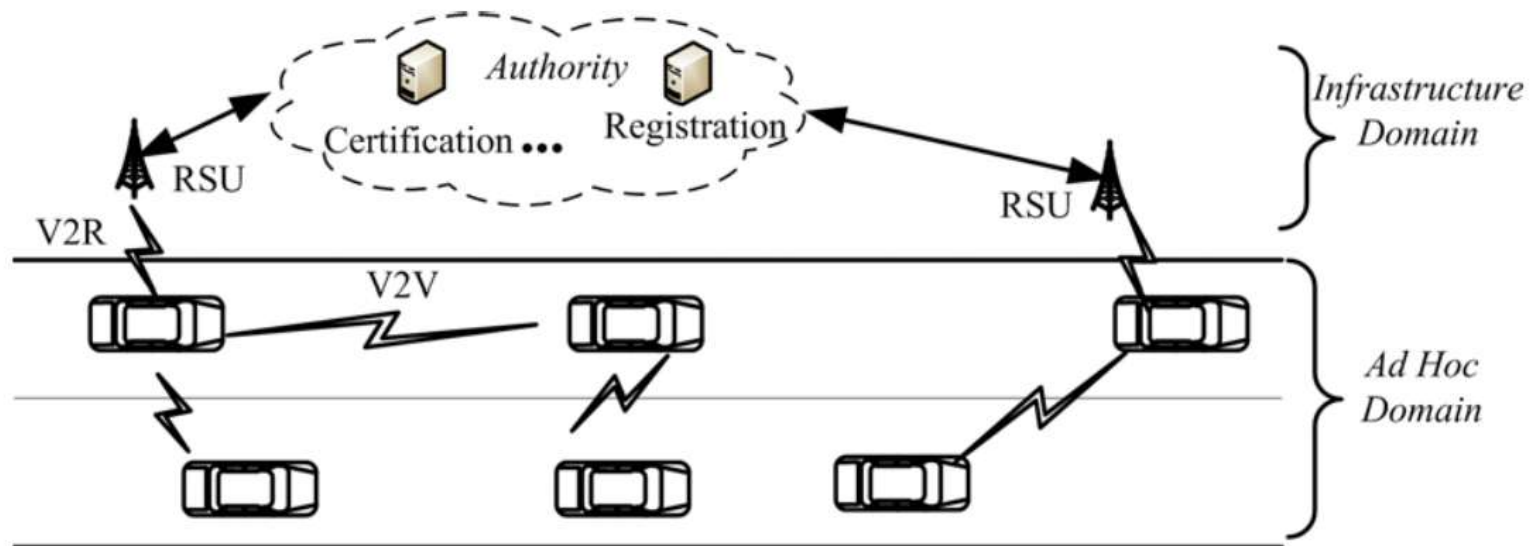 Authority
Certification ...
Registration
Infrastructure
Domain
RSU
RSU
V2R
V2V
Ad Hoc
Domain